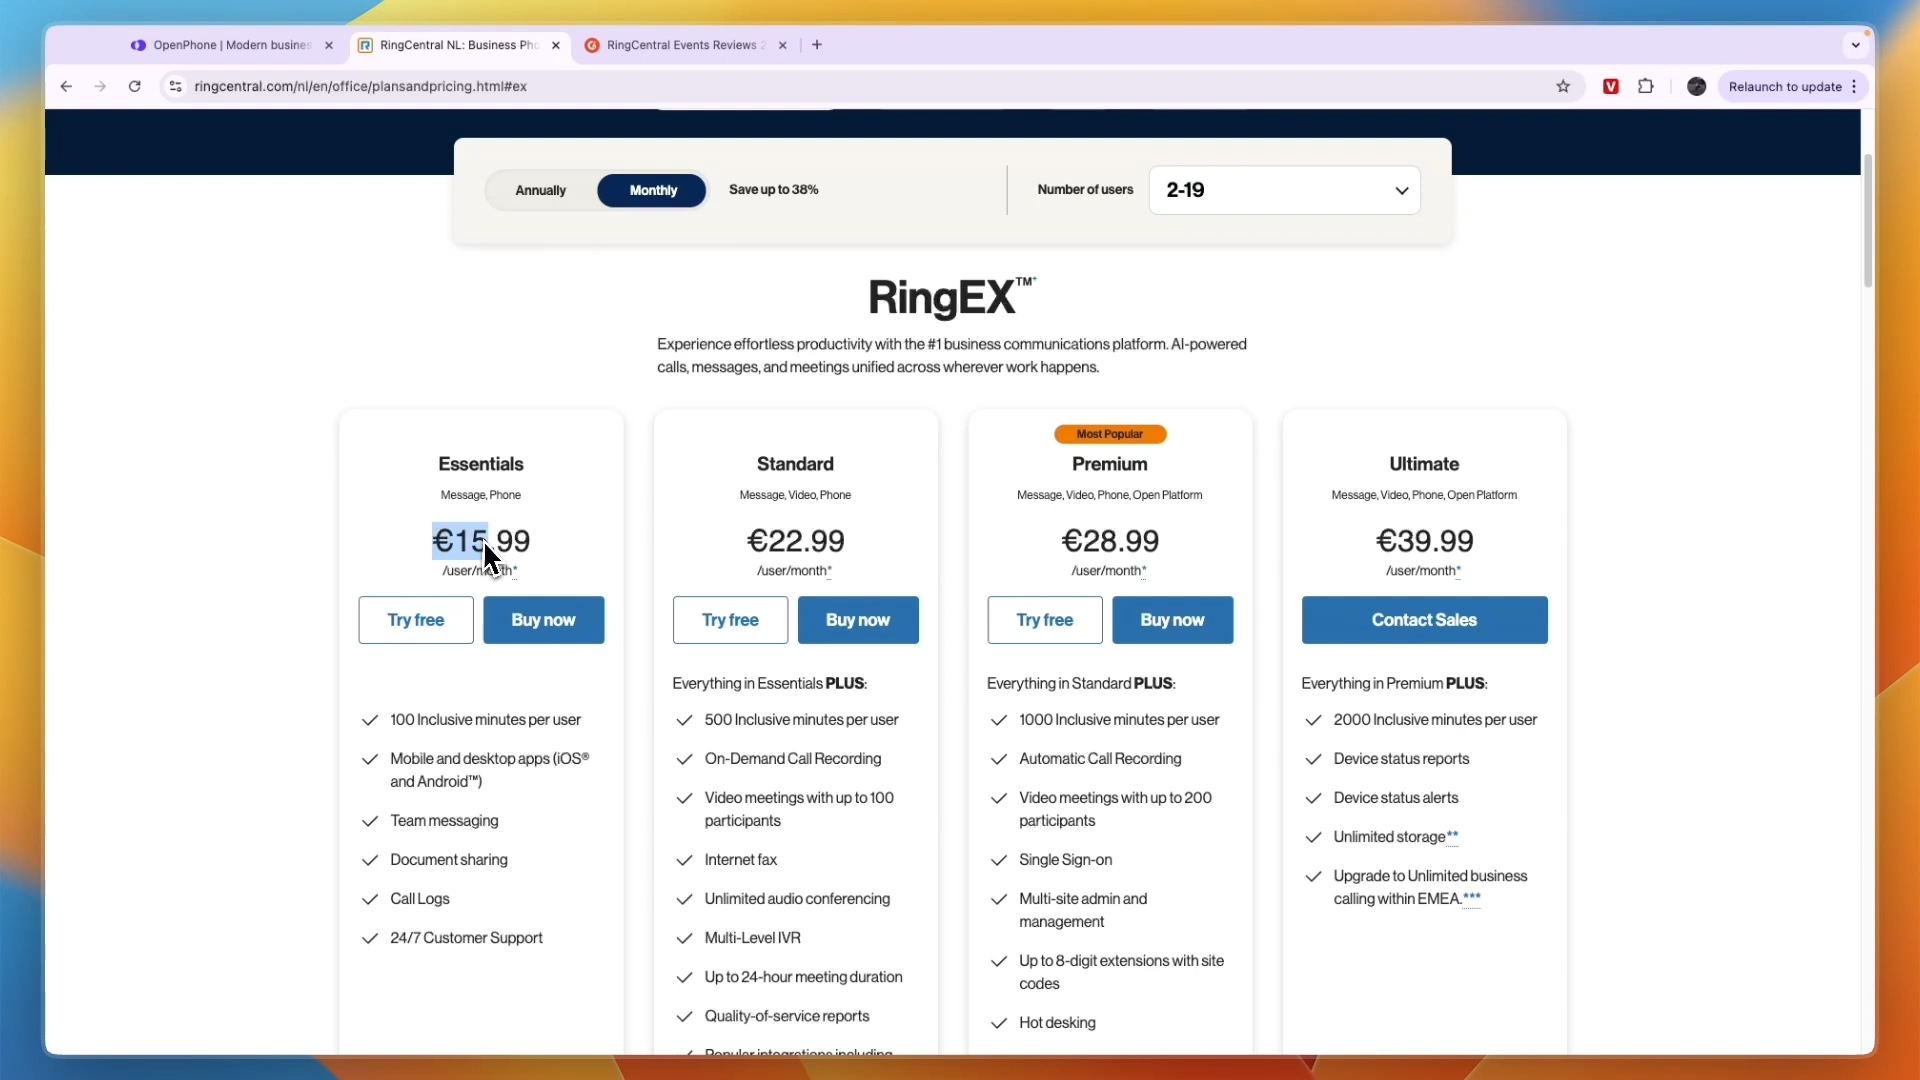 OpenPhone | Modern busines
RingCentral NL: Business Pho
RingCentral Events Reviews 2
ringcentral.com/nl/en/office/plansandpricing.html#ex
Relaunch to update
Annually
Monthly
Save up to 38%
Number of users
2-19
RingEX™*
Experience effortless productivity with the #1 business communications platform. AI-powered
calls, messages, and meetings unified across wherever work happens.
Essentials
Message, Phone
€15.99
/user/month*
Try free
Buy now
100 Inclusive minutes per user
Mobile and desktop apps (iOS®
and Android™)
Team messaging
Document sharing
Call Logs
24/7 Customer Support
Standard
Message, Video, Phone
€22.99
/user/month*
Try free
Buy now
Everything in Essentials PLUS:
500 Inclusive minutes per user
On-Demand Call Recording
Video meetings with up to 100
participants
Internet fax
Unlimited audio conferencing
Multi-Level IVR
Up to 24-hour meeting duration
Quality-of-service reports
Popular integrations including
Most Popular
Premium
Message, Video, Phone, Open Platform
€28.99
/user/month*
Try free
Buy now
Everything in Standard PLUS:
1000 Inclusive minutes per user
Automatic Call Recording
Video meetings with up to 200
participants
Single Sign-on
Multi-site admin and
management
Up to 8-digit extensions with site
codes
Hot desking
Ultimate
Message, Video, Phone, Open Platform
€39.99
/user/month*
Contact Sales
Everything in Premium PLUS:
2000 Inclusive minutes per user
Device status reports
Device status alerts
Unlimited storage**
Upgrade to Unlimited business
calling within EMEA.***